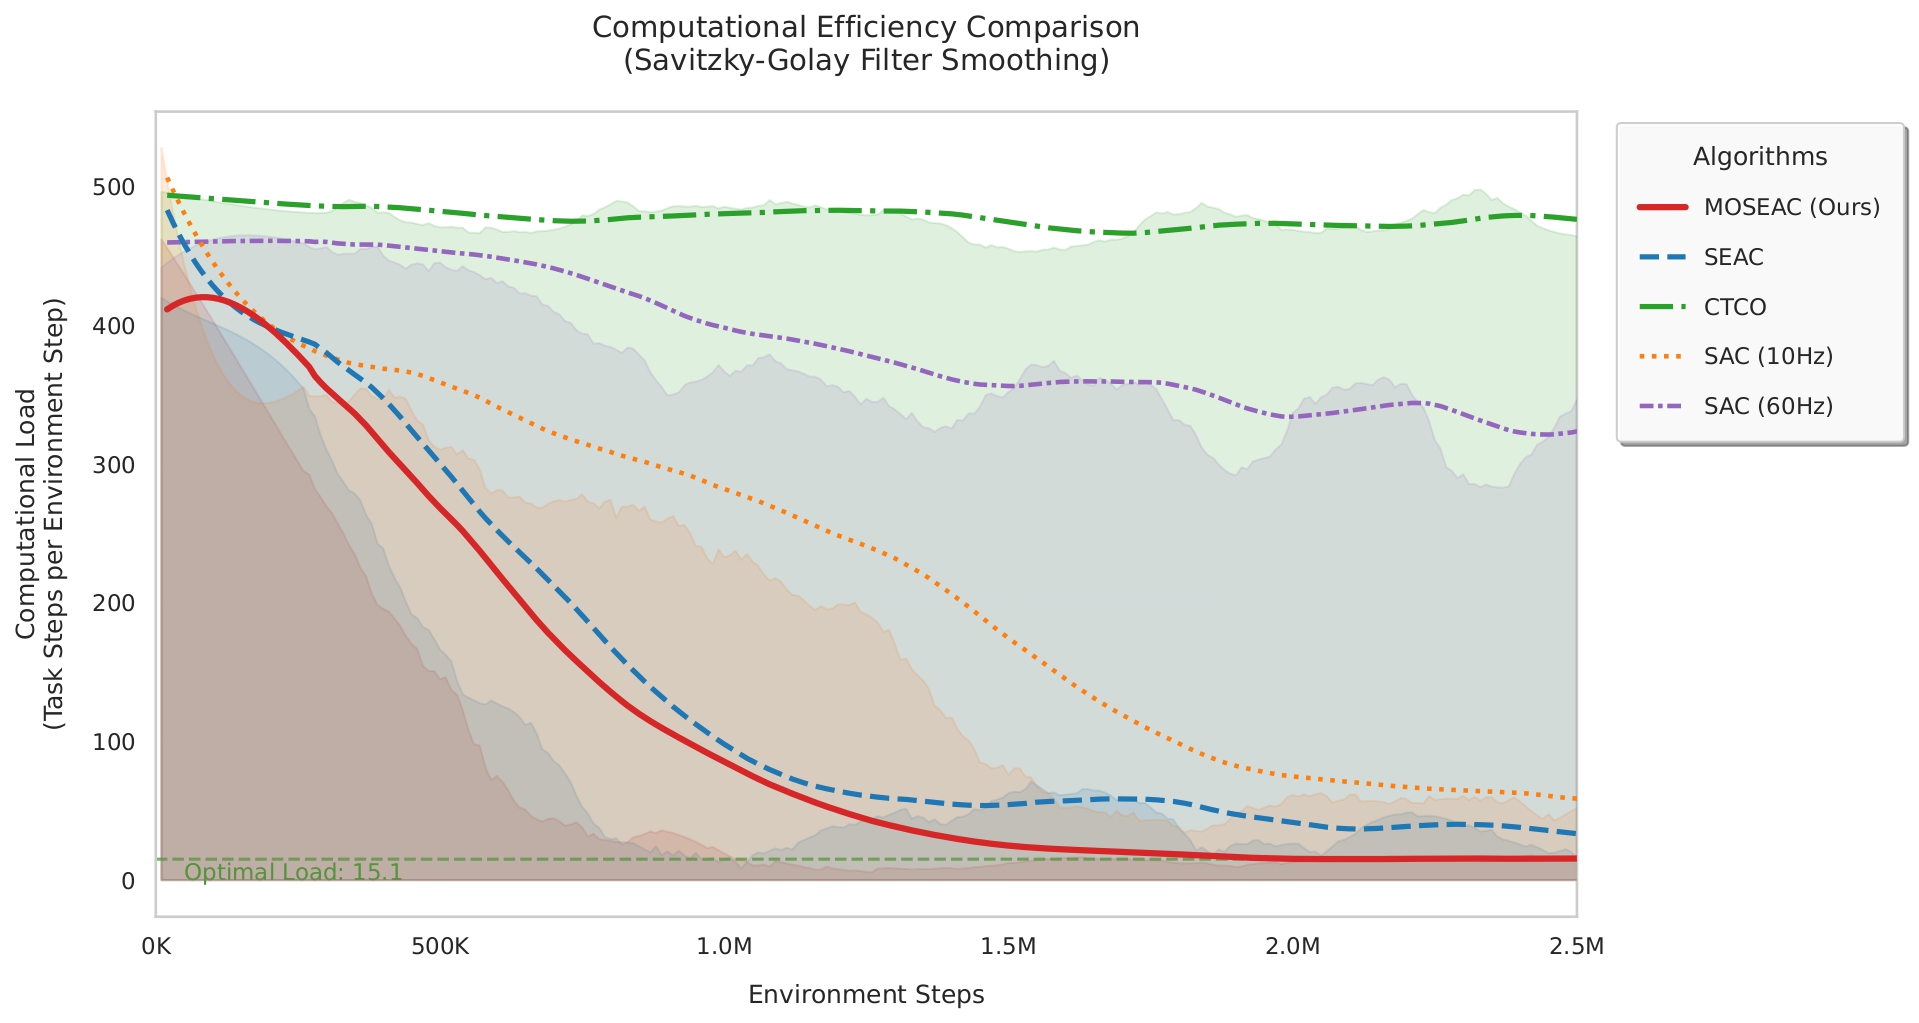 Computational Efficiency Comparison
(Savitzky-Golay Filter Smoothing)
Computational Load
(Task Steps per Environment Step)
500
400
300
200
100
0
Optimal Load: 15.1
0K
500K
1.0M
1.5M
2.0M
2.5M
Environment Steps
Algorithms
MOSEAC (Ours)
SEAC
CTCO
SAC (10Hz)
SAC (60Hz)